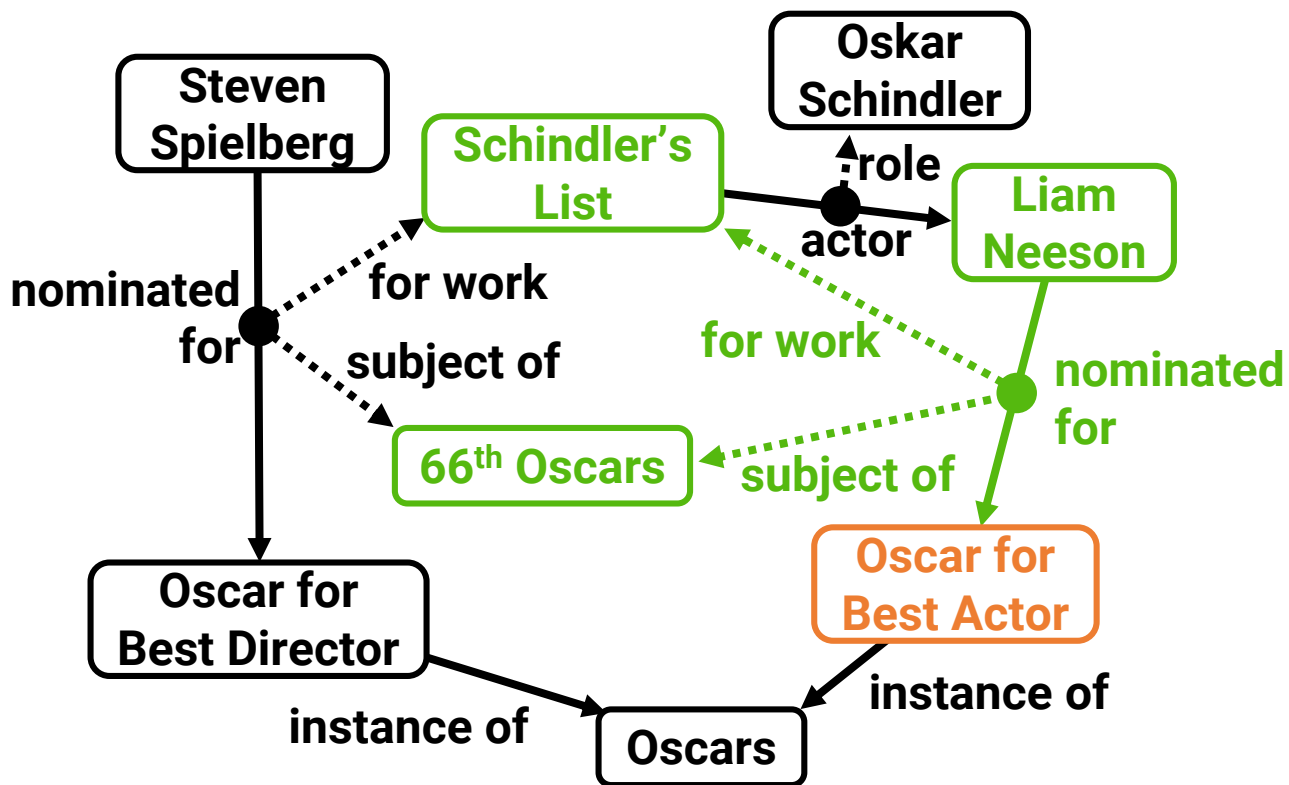 Oskar
Schindler
Steven
Spielberg
Schindler’s
List
role
Liam
Neeson
actor
nominated
for
for work
subject of
for work
nominated
for
66th Oscars
subject of
Oscar for
Best Director
Oscar for
Best Actor
instance of
instance of
Oscars